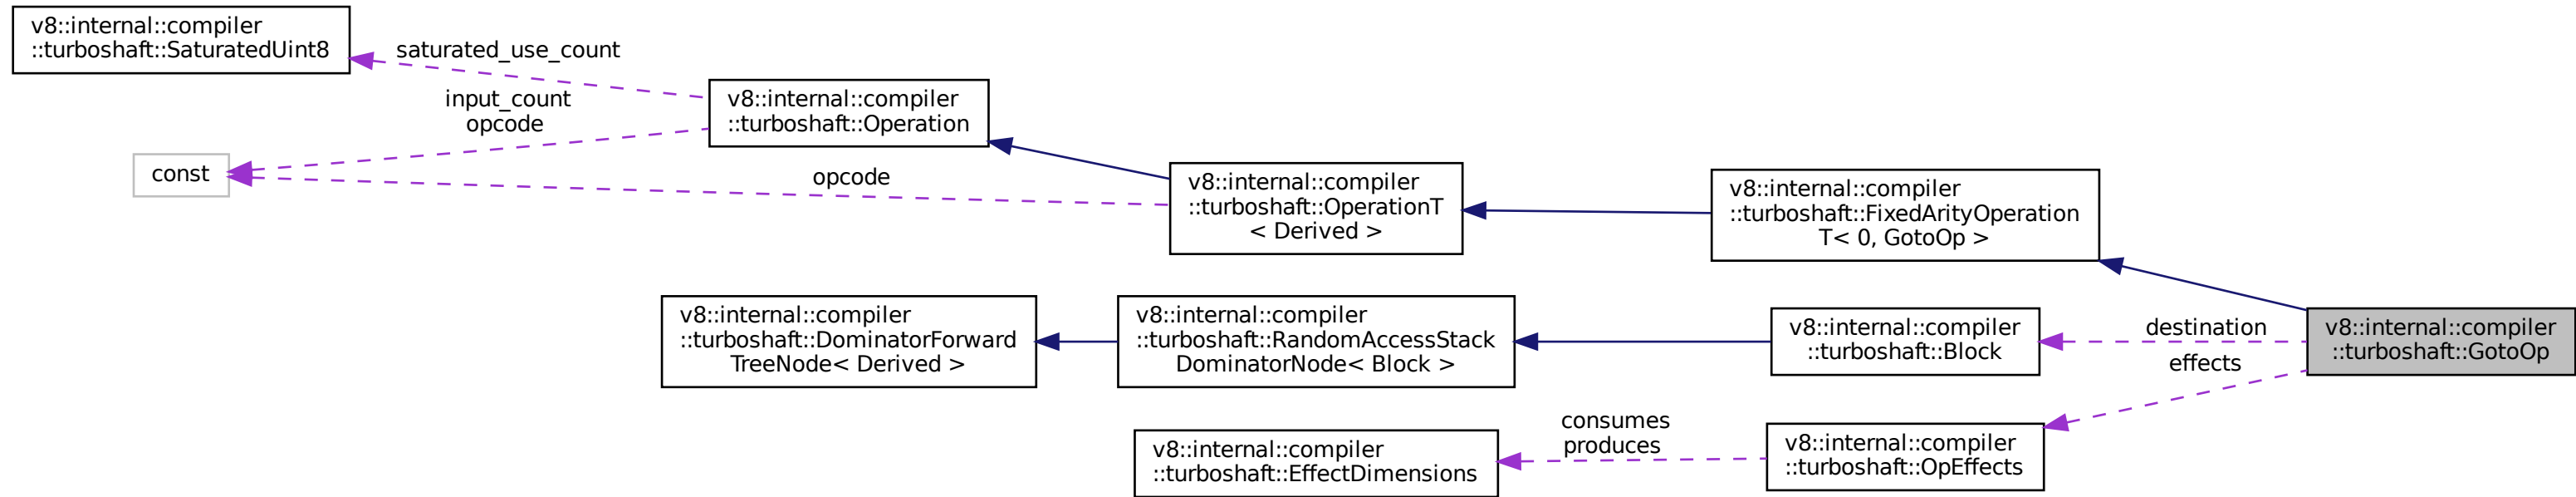 v8::internal::compiler
::turboshaft::SaturatedUint8
saturated_use_count
input_count
opcode
v8::internal::compiler
::turboshaft::Operation
const
opcode
v8::internal::compiler
::turboshaft::OperationT
< Derived >
v8::internal::compiler
::turboshaft::FixedArityOperation
T< 0, GotoOp >
v8::internal::compiler
::turboshaft::DominatorForward
TreeNode< Derived >
v8::internal::compiler
::turboshaft::RandomAccessStack
DominatorNode< Block >
v8::internal::compiler
::turboshaft::Block
destination
effects
v8::internal::compiler
::turboshaft::GotoOp
v8::internal::compiler
::turboshaft::EffectDimensions
consumes
produces
v8::internal::compiler
::turboshaft::OpEffects